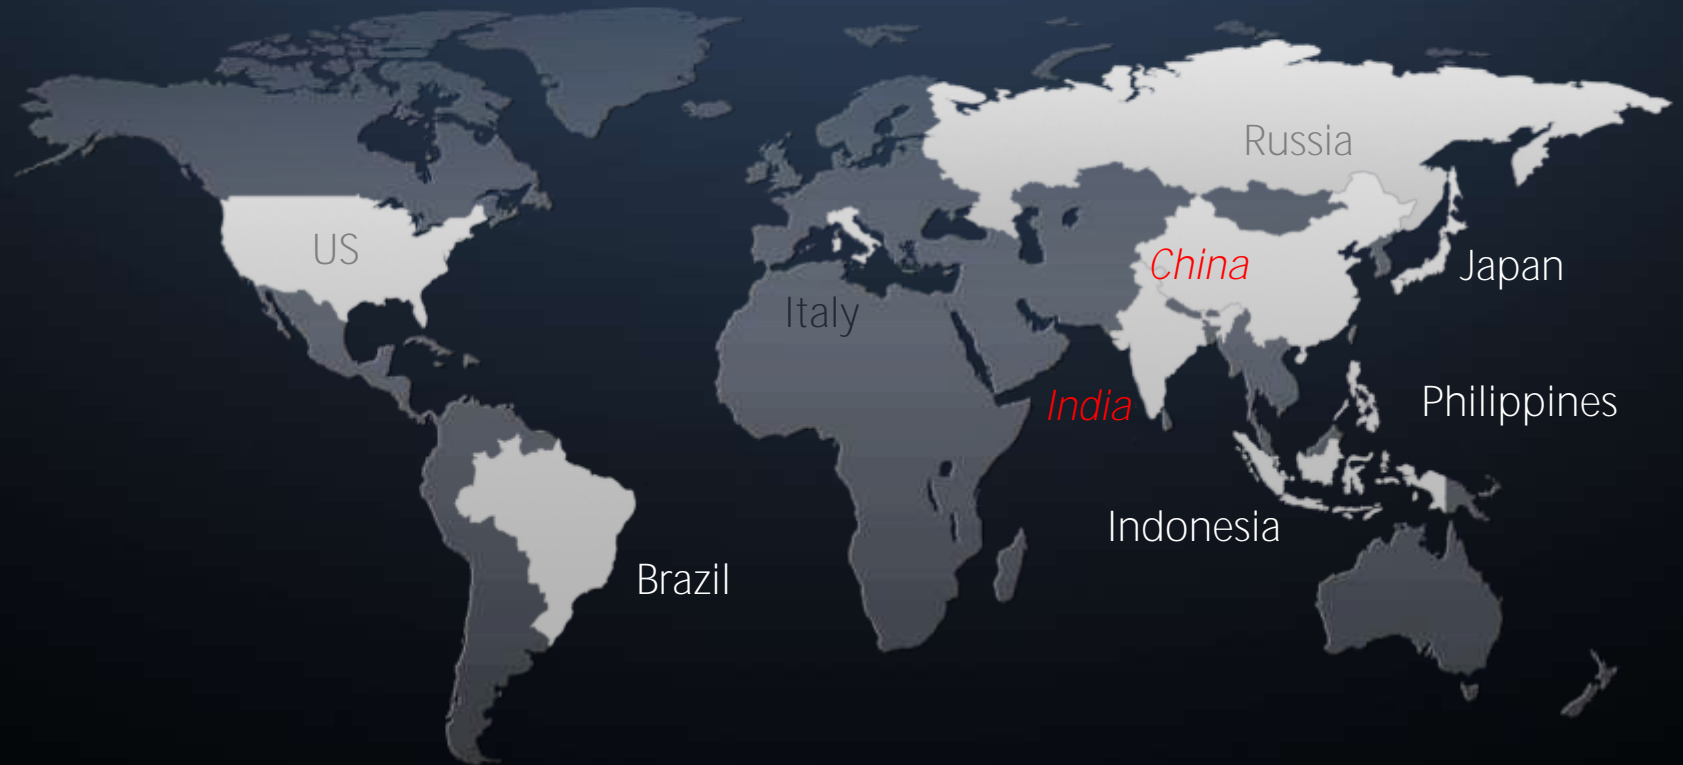 Russia
US
China
Japan
Italy
India
Philippines
Indonesia
Brazil